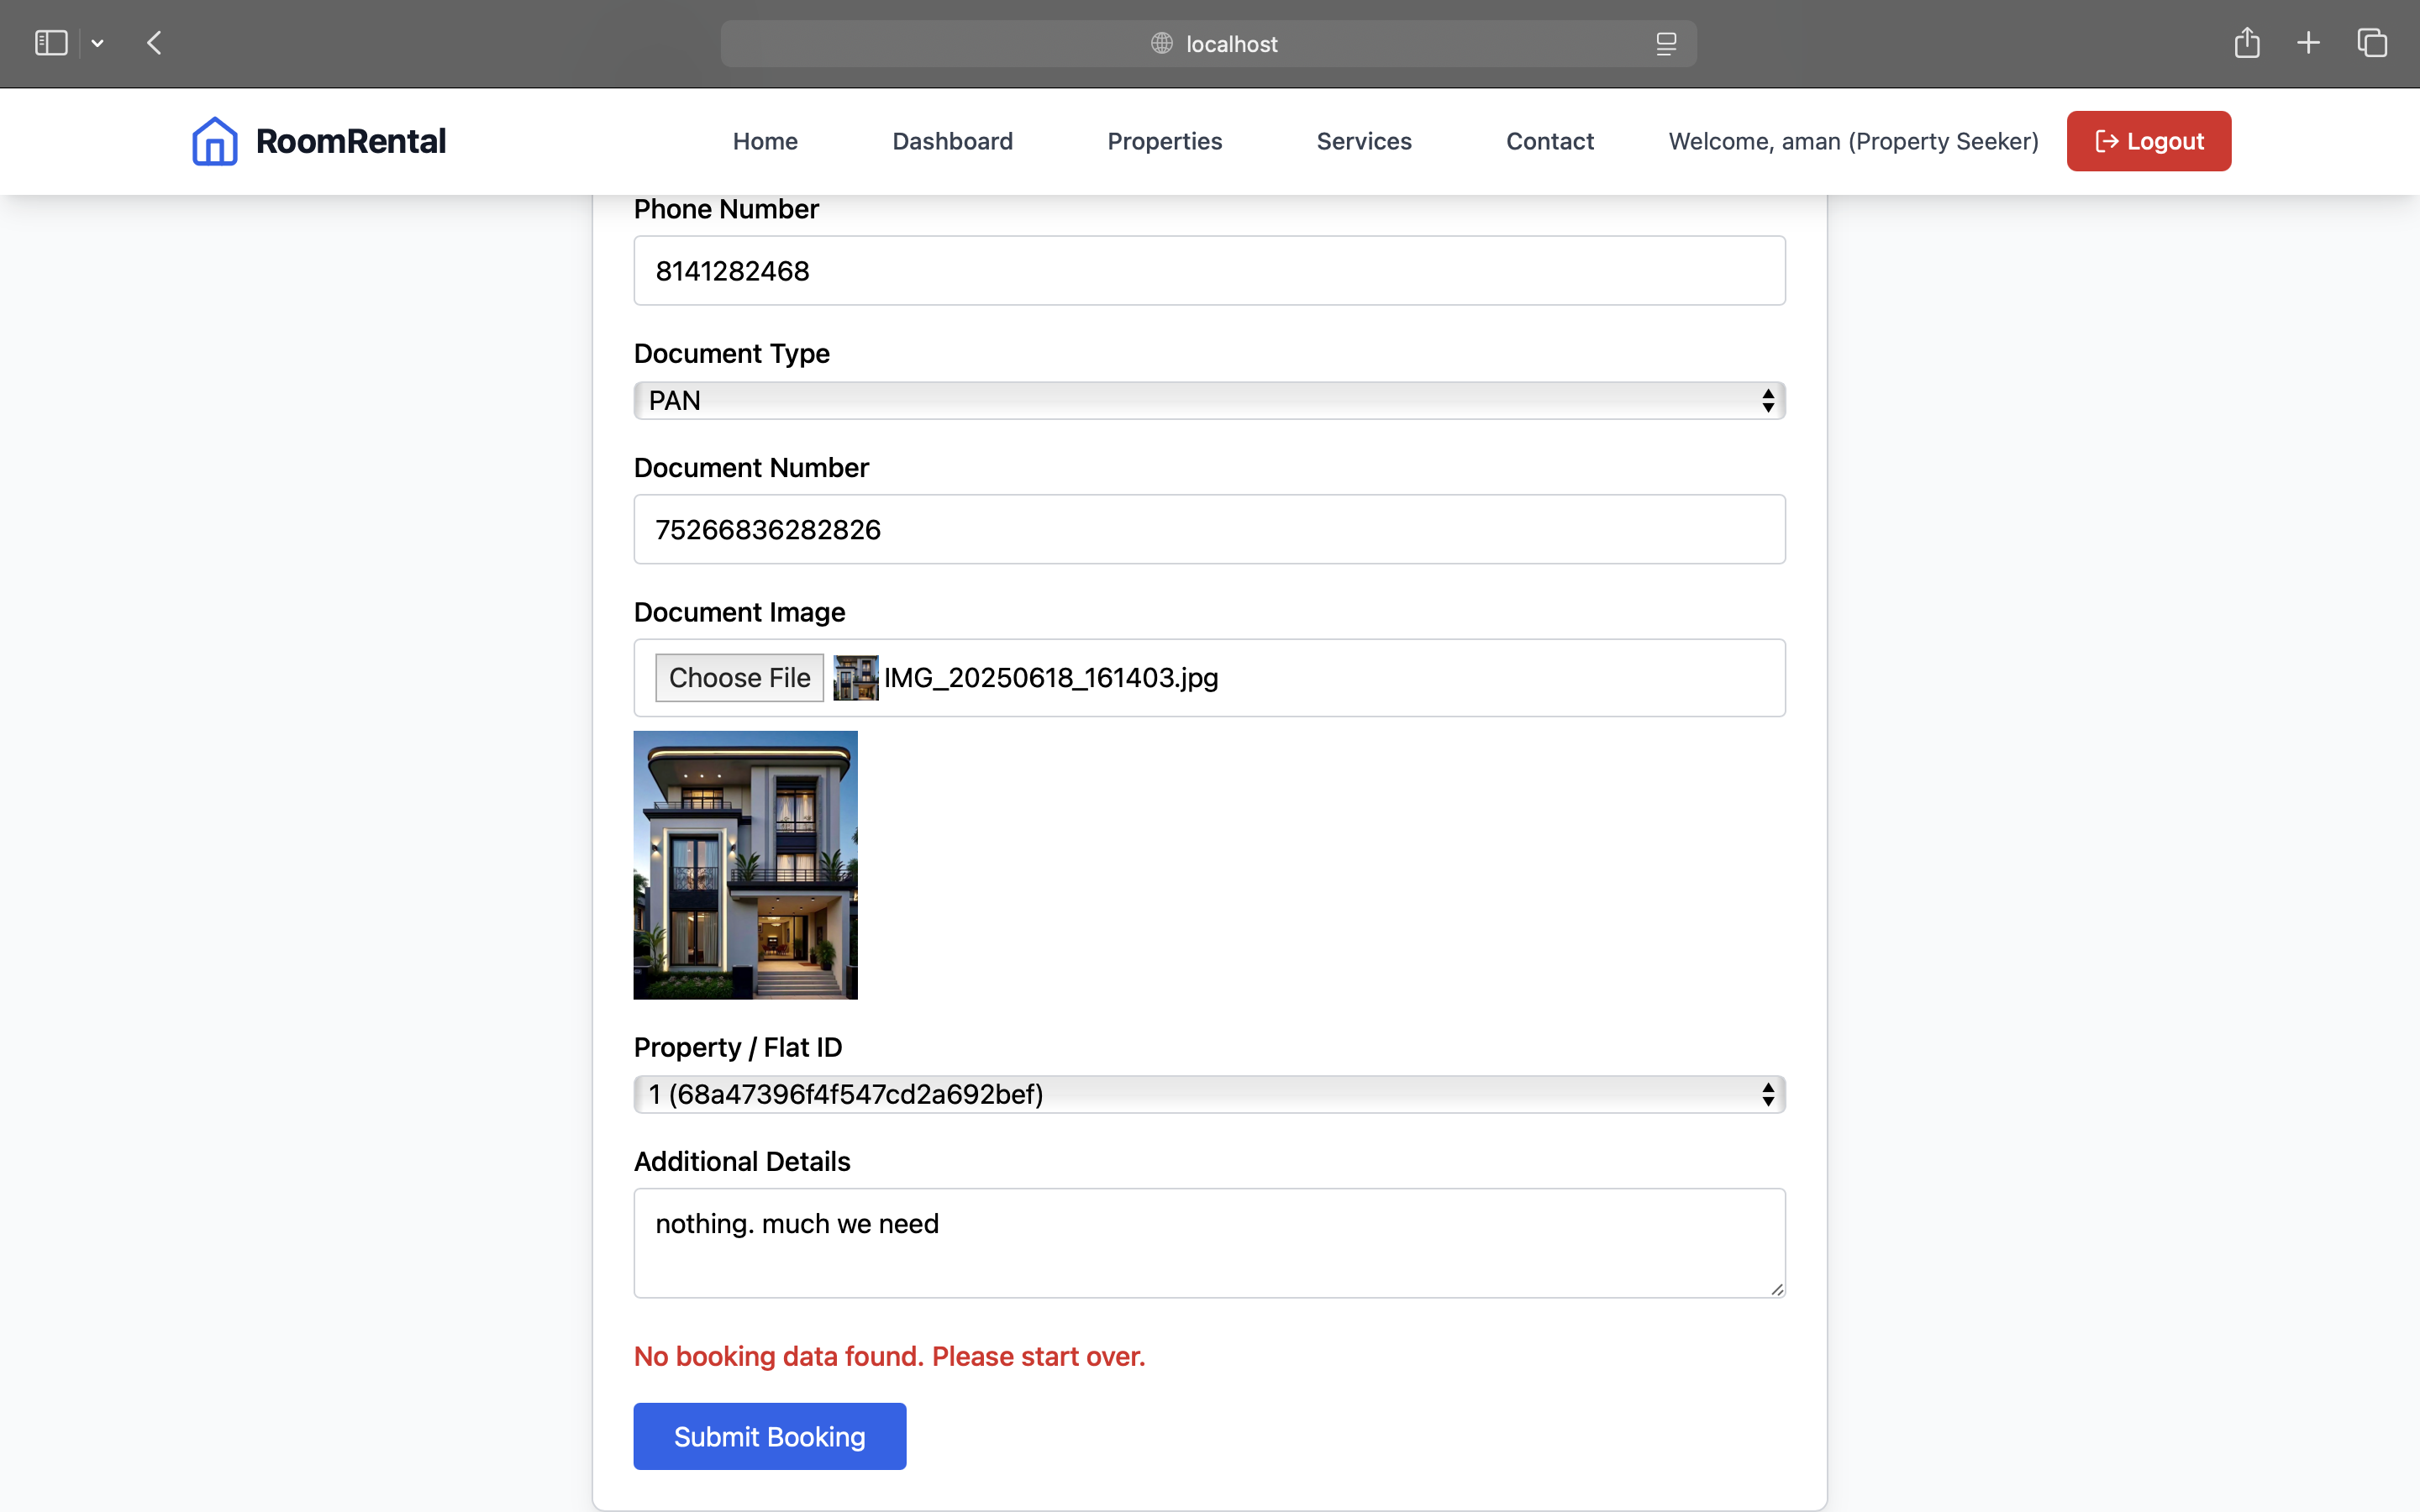 localhost
RoomRental
Home
Dashboard
Properties
Services
Contact
Welcome, aman (Property Seeker)
Logout
Phone Number
8141282468
Document Type
PAN
Document Number
75266836282826
Document Image
Choose File IMG_20250618_161403.jpg
Property / Flat ID
1 (68a47396f4f547cd2a692bef)
Additional Details
nothing. much we need
No booking data found. Please start over.
Submit Booking